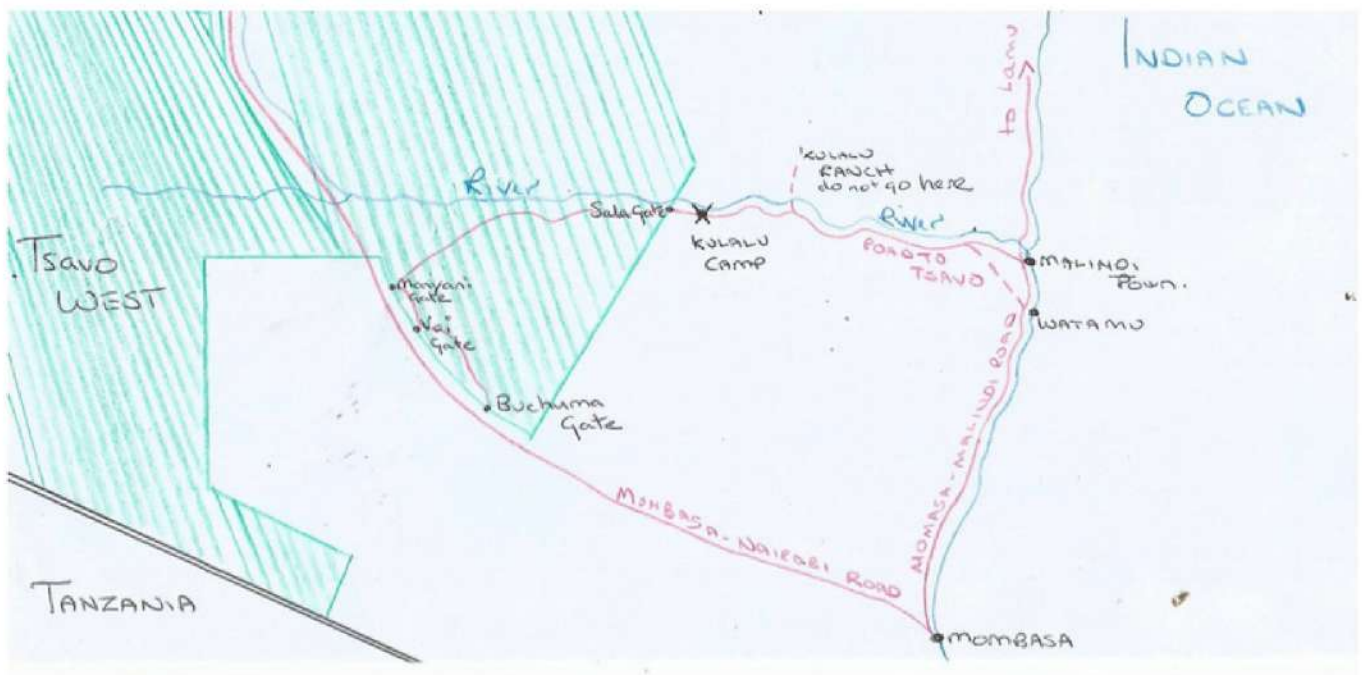 INDIAN
OCEAN
to Lamu
'KULALU
RANCH
do not go here
River
Sala Gate
River
KULALU
CAMP
ROAD TO
TSAVO
MALINDI
TOWN.
TSAVO
WEST
Manyani
Gate
Voi
Gate
WATAMU
Buchuma
Gate
MOMBASA-NAIROBI ROAD
MOMASA-MALINDI ROAD
TANZANIA
MOMBASA